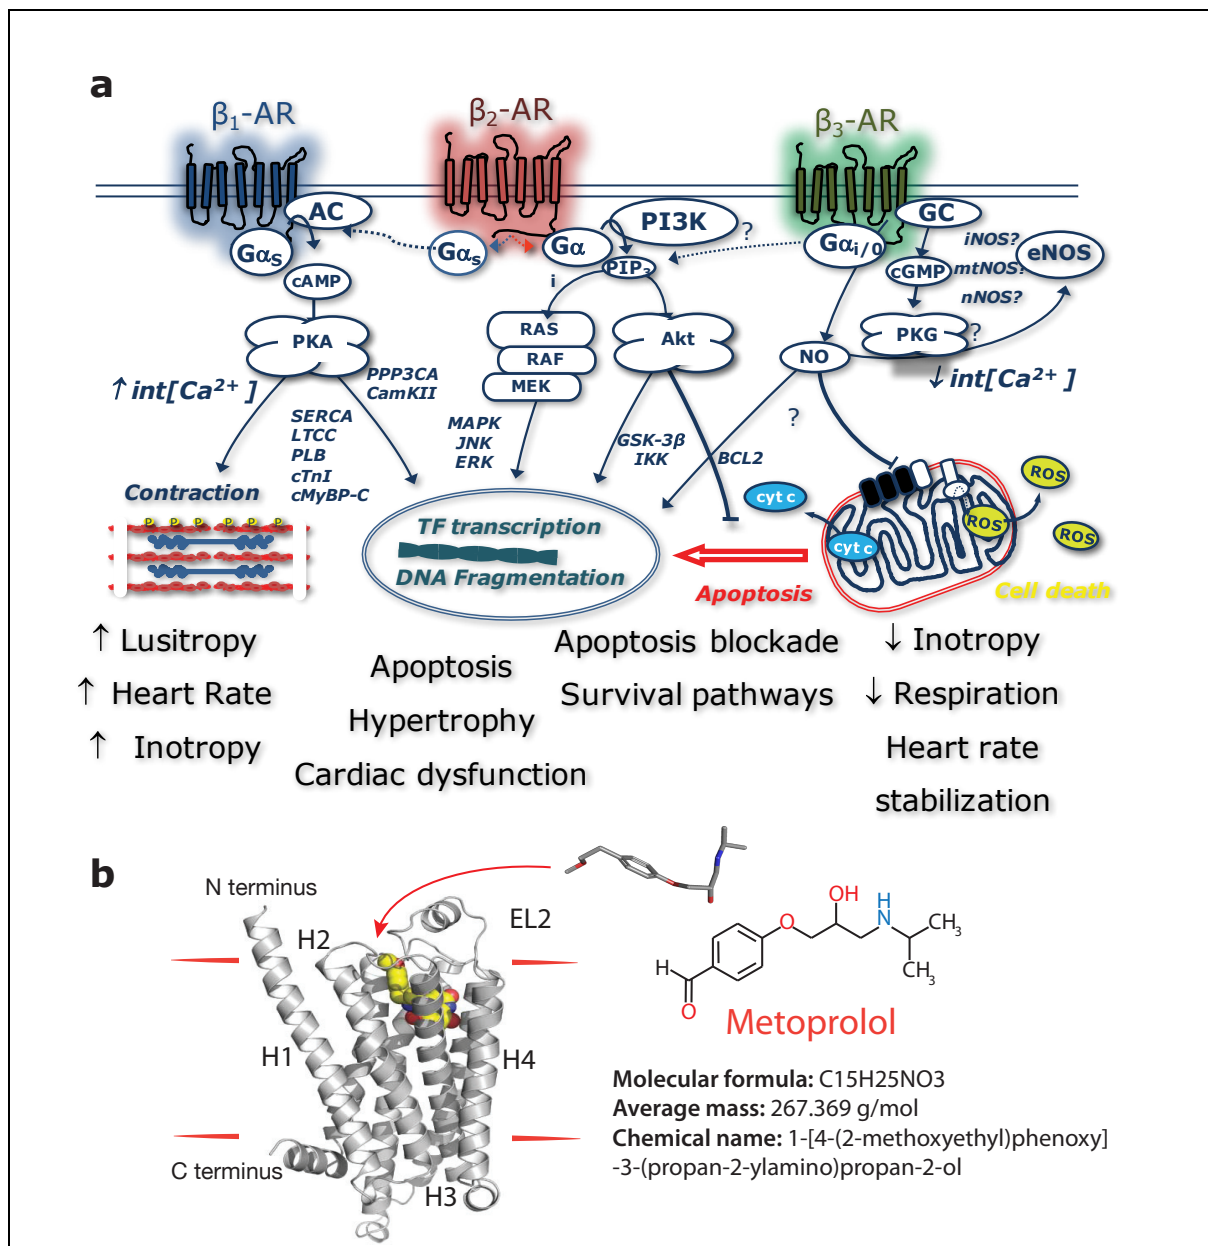 a
β1-AR
β2-AR
β3-AR
AC
PI3K
GC
Gαs
Gαs
Gα
i
?
Gαi/0
iNOS?
eNOS
cAMP
PIP3
cGMP
mtNOS?
nNOS?
PKA
RAS
RAF
MEK
Akt
NO
PKG
?
↑ int[Ca2+]
PPP3CA
CamKII
↓ int[Ca2+]
SERCA
LTCC
PLB
cTnI
cMyBP-C
MAPK
JNK
ERK
GSK-3β
IKK
BCL2
?
Contraction
P P P P P P
TF transcription
DNA Fragmentation
cyt c
cyt c
ROS
ROS
ROS
Apoptosis
Cell death
↑ Lusitropy
↑ Heart Rate
↑ Inotropy
Apoptosis
Hypertrophy
Cardiac dysfunction
Apoptosis blockade
Survival pathways
↓ Inotropy
↓ Respiration
Heart rate
stabilization
b
N terminus
H2
EL2
H1
H4
C terminus
H3
OH
H
N
O
CH3
CH3
H
O
Metoprolol
Molecular formula: C15H25NO3
Average mass: 267.369 g/mol
Chemical name: 1-[4-(2-methoxyethyl)phenoxy]
-3-(propan-2-ylamino)propan-2-ol